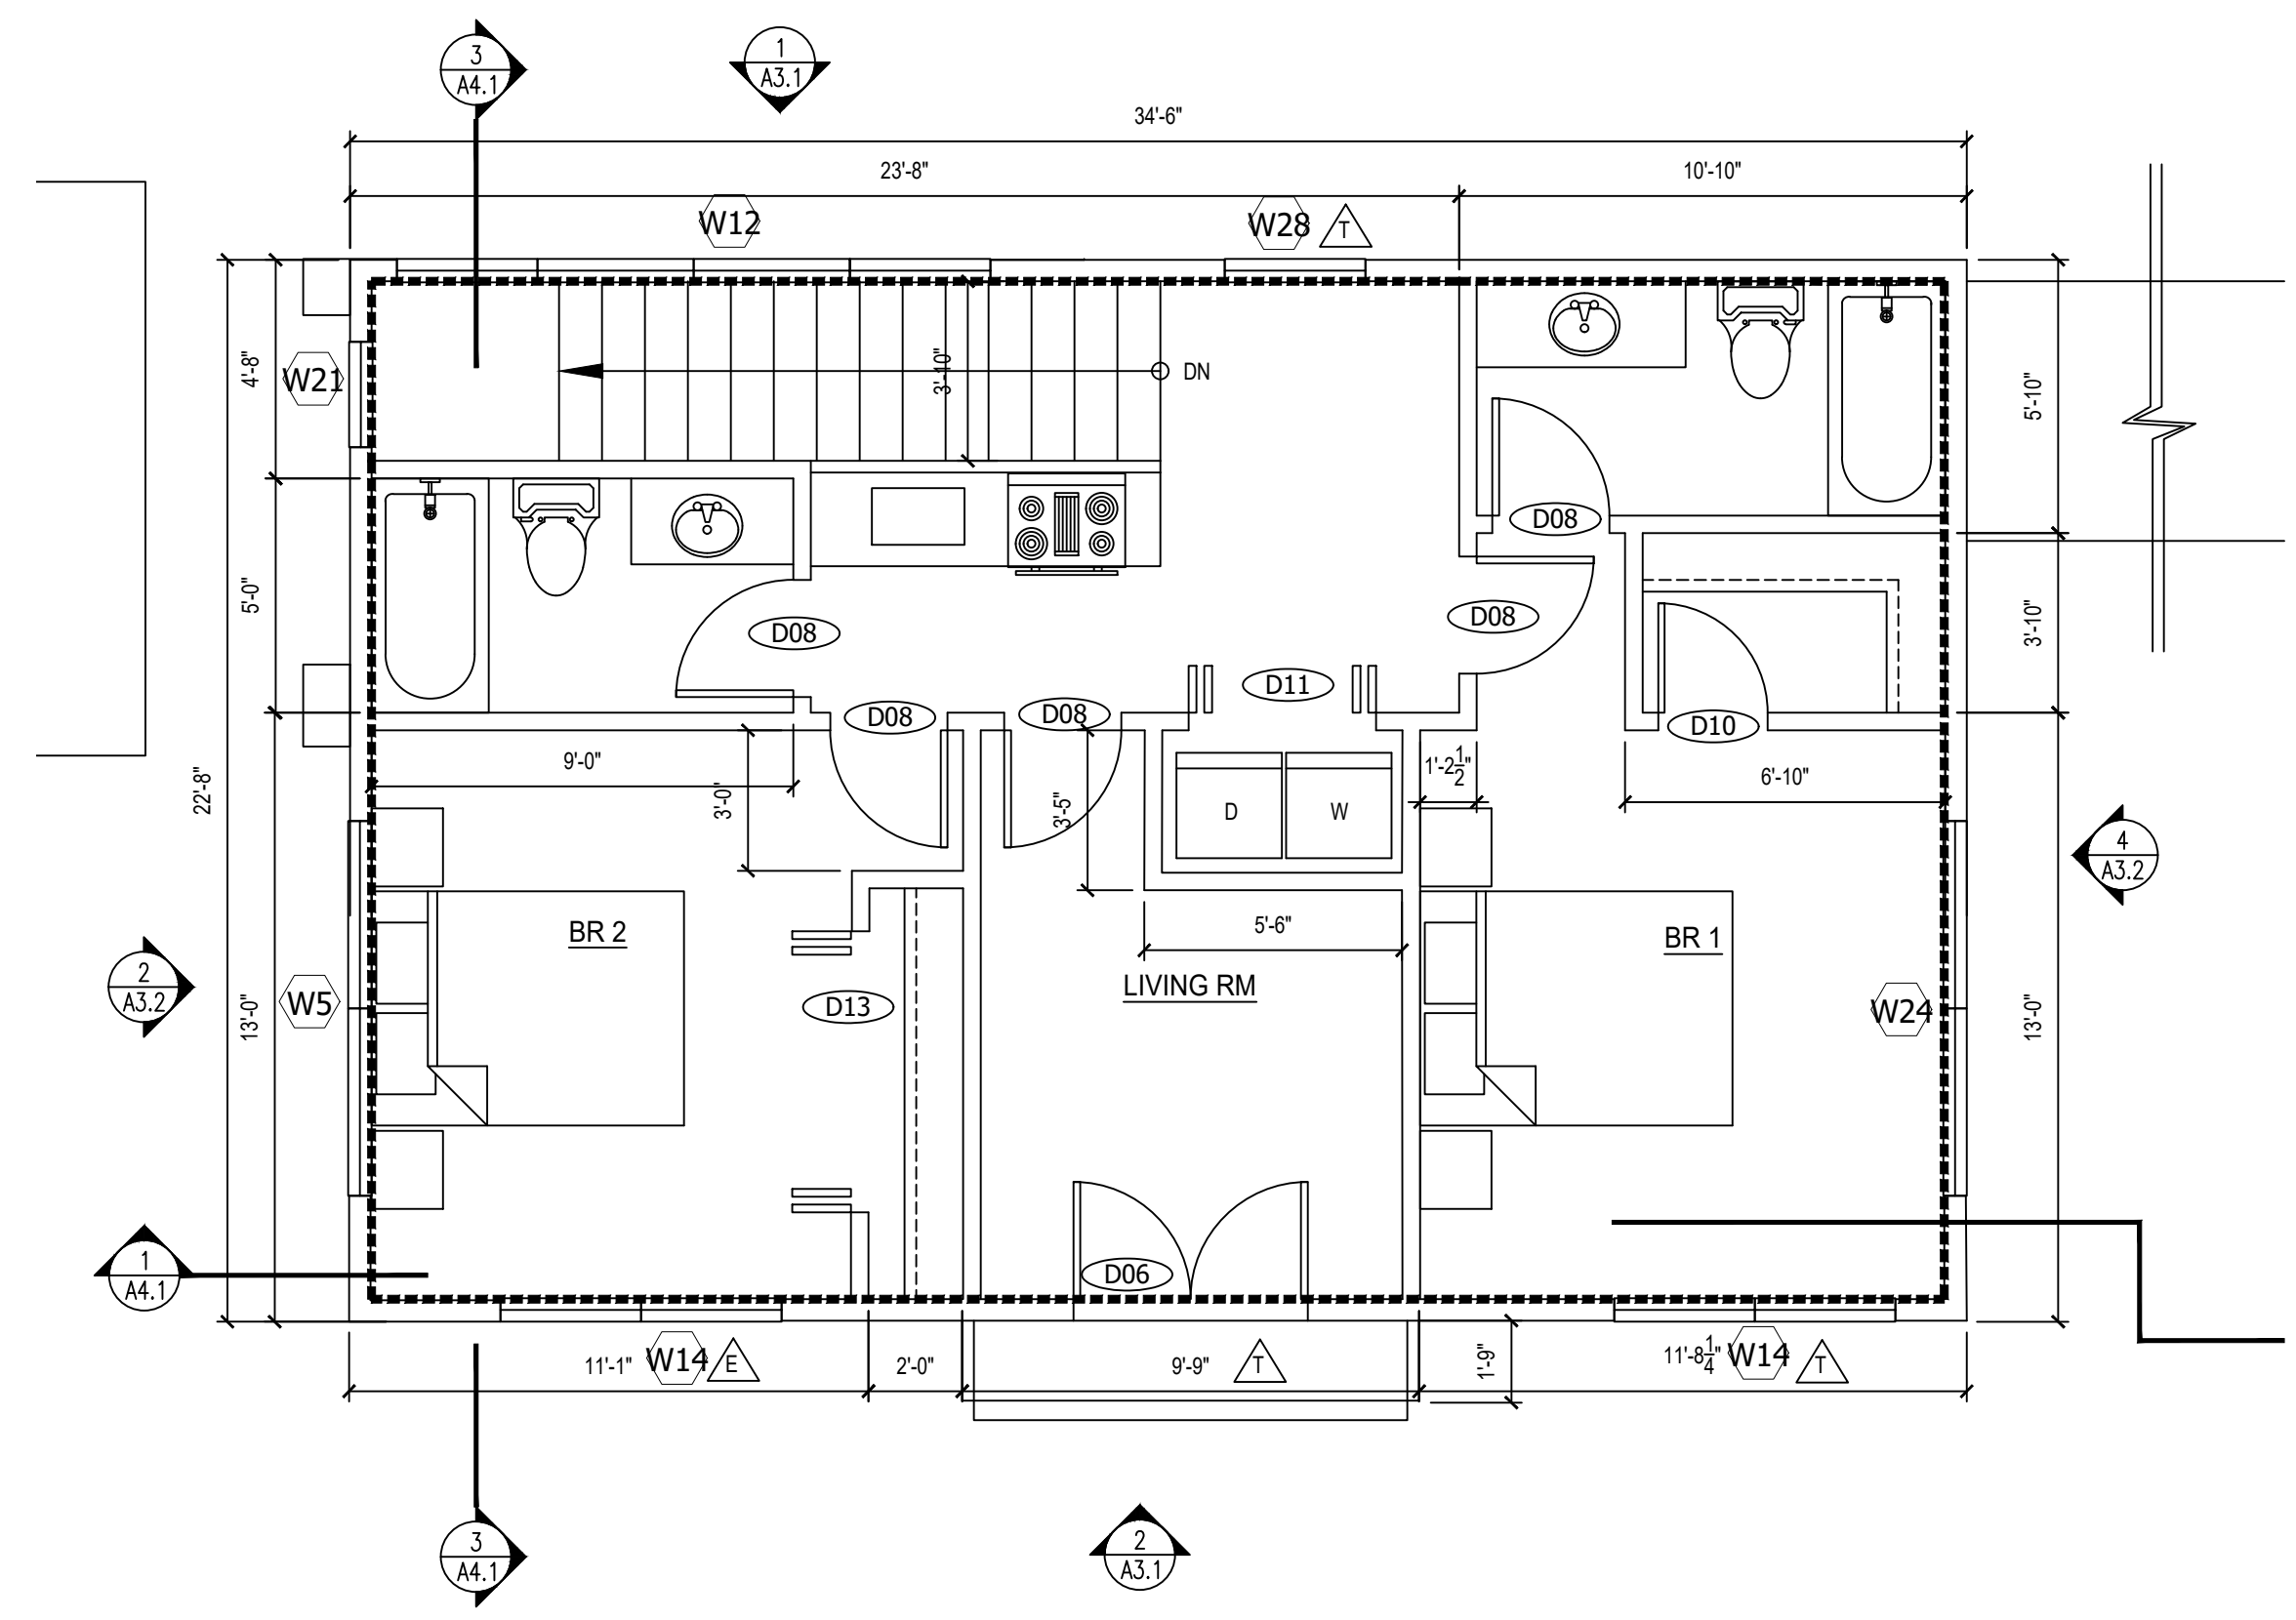 3
A4.1
1
A3.1
34'-6"
23'-8"
10'-10"
W12
W28
T
4'-8"
W21
3'-10"
DN
5'-10"
D08
5'-0"
D08
D08
3'-10"
D11
D08
D08
D10
9'-0"
3'-0"
3'-5"
1'-2 1/2"
6'-10"
22'-8"
D
W
4
A3.2
BR 2
5'-6"
BR 1
2
A3.2
13'-0"
W5
D13
LIVING RM
W24
13'-0"
1
A4.1
D06
11'-1"
W14
E
2'-0"
9'-9"
T
1'-9"
11'-8 1/4"
W14
T
3
A4.1
2
A3.1